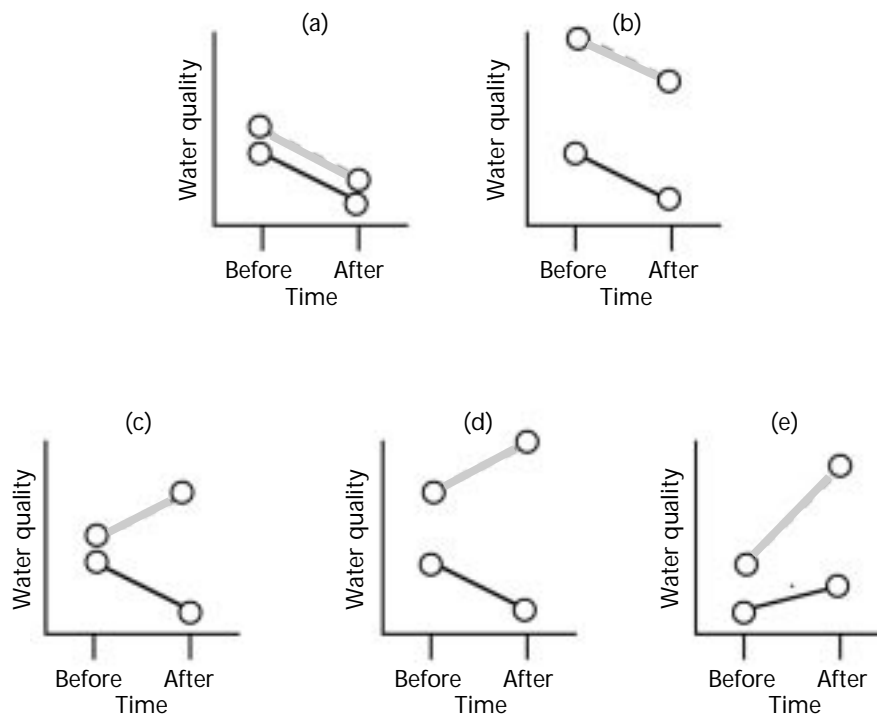 (a)
Water quality
Before After
Time
(b)
Water quality
Before After
Time
(c)
Water quality
Before After
Time
(d)
Water quality
Before After
Time
(e)
Water quality
Before After
Time